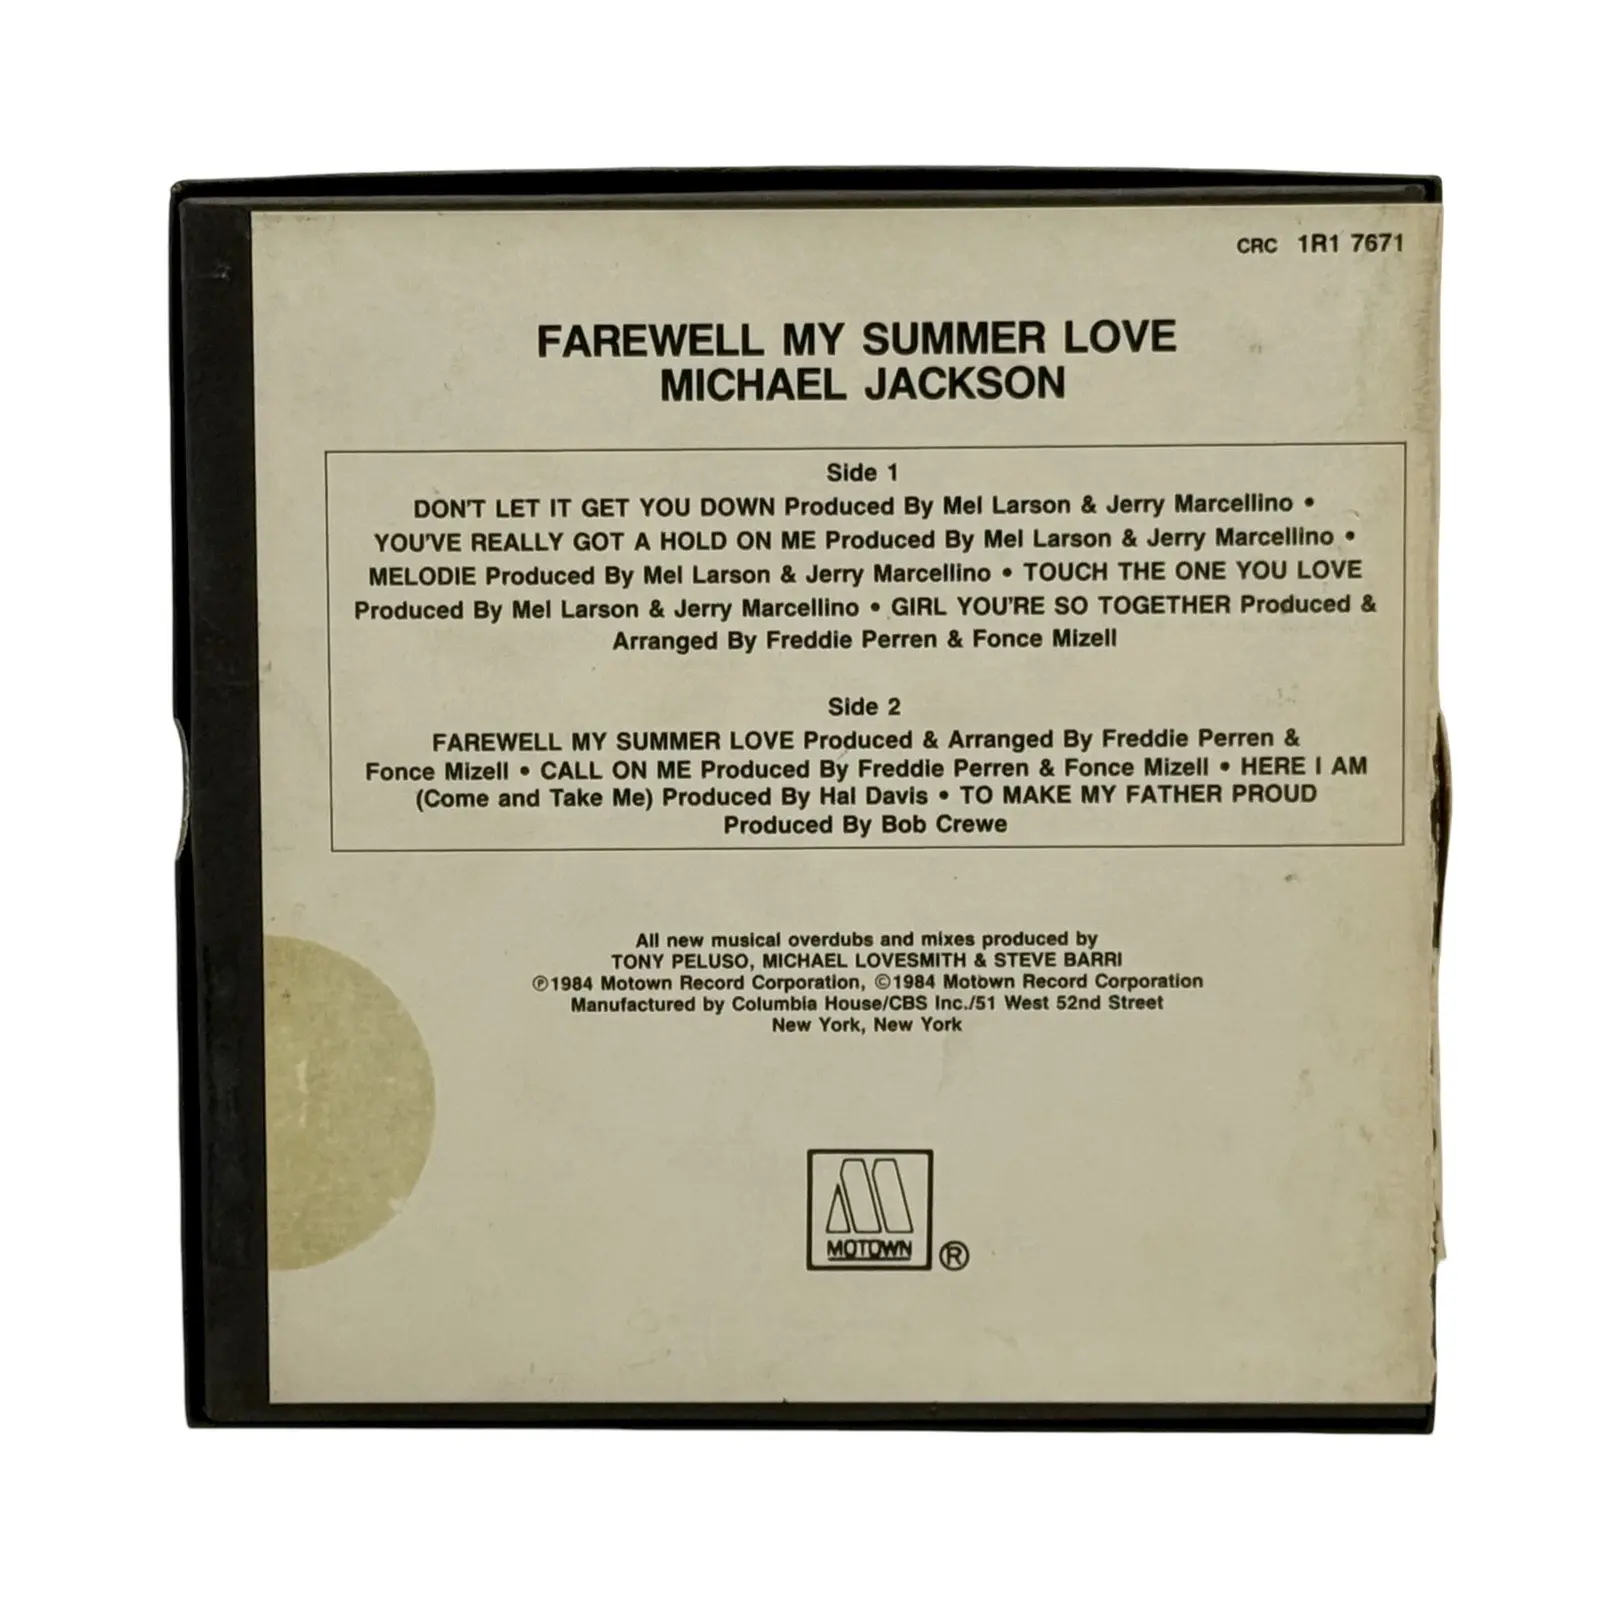 CRC 1R1 7671
FAREWELL MY SUMMER LOVE
MICHAEL JACKSON
Side 1
DON'T LET IT GET YOU DOWN Produced By Mel Larson & Jerry Marcellino •
YOU'VE REALLY GOT A HOLD ON ME Produced By Mel Larson & Jerry Marcellino •
MELODIE Produced By Mel Larson & Jerry Marcellino • TOUCH THE ONE YOU LOVE
Produced By Mel Larson & Jerry Marcellino • GIRL YOU'RE SO TOGETHER Produced &
Arranged By Freddie Perren & Fonce Mizell
Side 2
FAREWELL MY SUMMER LOVE Produced & Arranged By Freddie Perren &
Fonce Mizell • CALL ON ME Produced By Freddie Perren & Fonce Mizell • HERE I AM
(Come and Take Me) Produced By Hal Davis • TO MAKE MY FATHER PROUD
Produced By Bob Crewe
All new musical overdubs and mixes produced by
TONY PELUSO, MICHAEL LOVESMITH & STEVE BARRI
℗1984 Motown Record Corporation, ©1984 Motown Record Corporation
Manufactured by Columbia House/CBS Inc./51 West 52nd Street
New York, New York
M
MOTOWN ®